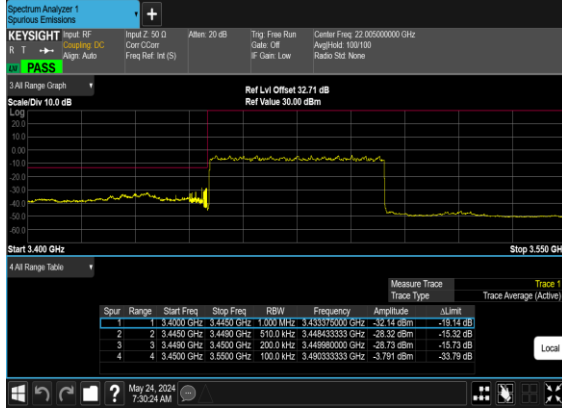 Spectrum Analyzer 1
Spurious Emissions
+
KEYSIGHT Input: RF Input Z: 50 Ω Atten: 20 dB Trig: Free Run Center Freq: 22.005000000 GHz
R T Coupling: DC Corr CCorr Gate: Off Avg|Hold: 100/100
Align: Auto Freq Ref: Int (S) IF Gain: Low Radio Std: None
PASS
3 All Range Graph Ref Lvl Offset 32.71 dB
Scale/Div 10.0 dB Ref Value 30.00 dBm
Log
20.0
10.0
0.00
-10.0
-20.0
-30.0
-40.0
-50.0
-60.0
Start 3.400 GHz Stop 3.550 GH
4 All Range Table
Measure Trace Trace 1
Trace Type Trace Average (Active)
Spur Range Start Freq Stop Freq RBW Frequency Amplitude ΔLimit
1 1 3.4000 GHz 3.4450 GHz 1.000 MHz 3.433375000 GHz -32.14 dBm -19.14 dB
2 2 3.4450 GHz 3.4490 GHz 510.0 kHz 3.448433333 GHz -28.32 dBm -15.32 dB
3 3 3.4490 GHz 3.4500 GHz 200.0 kHz 3.449980000 GHz -28.73 dBm -15.73 dB
4 4 3.4500 GHz 3.5500 GHz 100.0 kHz 3.490333333 GHz -3.791 dBm -33.79 dB
Local
? May 24, 2024
7:30:24 AM